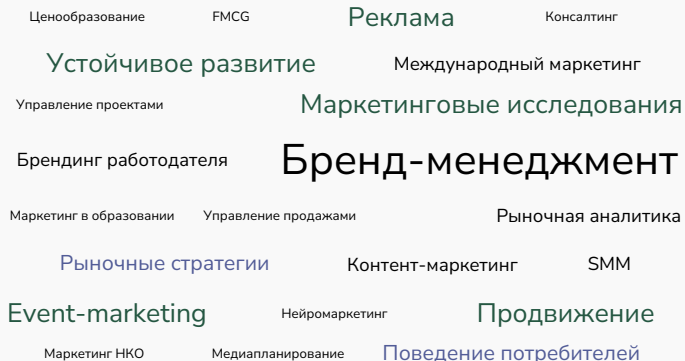 Ценообразование FMCG Реклама Консалтинг
Устойчивое развитие Международный маркетинг
Управление проектами Маркетинговые исследования
Брендинг работодателя Бренд-менеджмент
Маркетинг в образовании Управление продажами Рыночная аналитика
Рыночные стратегии Контент-маркетинг SMM
Event-marketing Нейромаркетинг Продвижение
Маркетинг НКО Медиапланирование Поведение потребителей